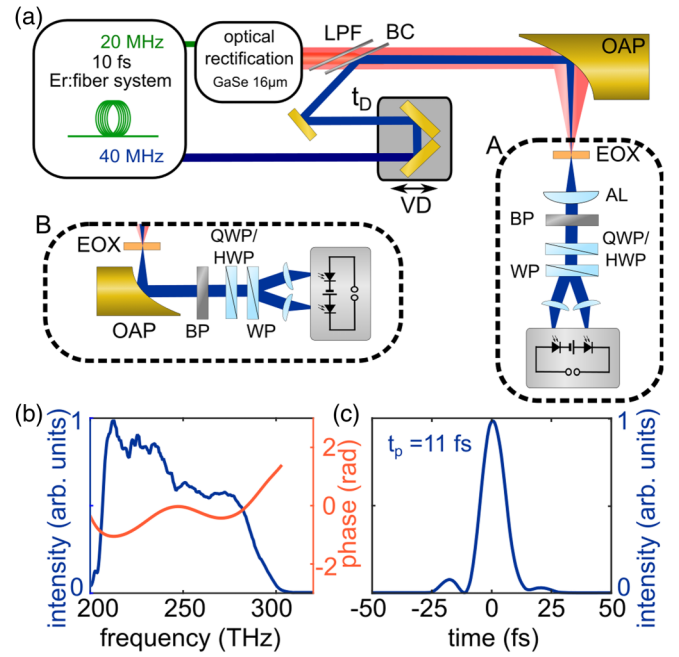 (a)
20 MHz
10 fs
Er:fiber system
40 MHz
optical
rectification
GaSe 16µm
LPF
BC
OAP
t_D
VD
A
EOX
AL
BP
QWP/
HWP
WP
B
EOX
QWP/
HWP
OAP
BP
WP
(b)
intensity (arb. units)
1
0
200
250
300
frequency (THz)
2
0
-2
phase (rad)
(c)
t_p =11 fs
-50
-25
0
25
50
time (fs)
1
0
intensity (arb. units)